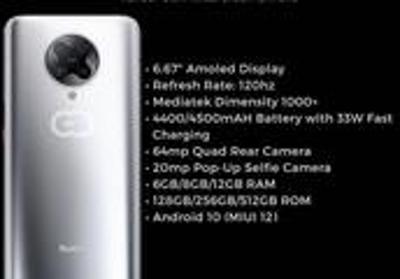 • 6.67" Amoled Display
• Refresh Rate: 120hz
• Mediatek Dimensity 1000+
• 4400/4500mAH Battery with 33W Fast
Charging
• 64mp Quad Rear Camera
• 20mp Pop-Up Selfie Camera
• 6GB/8GB/12GB RAM
• 128GB/256GB/512GB ROM
• Android 10 (MIUI 12)